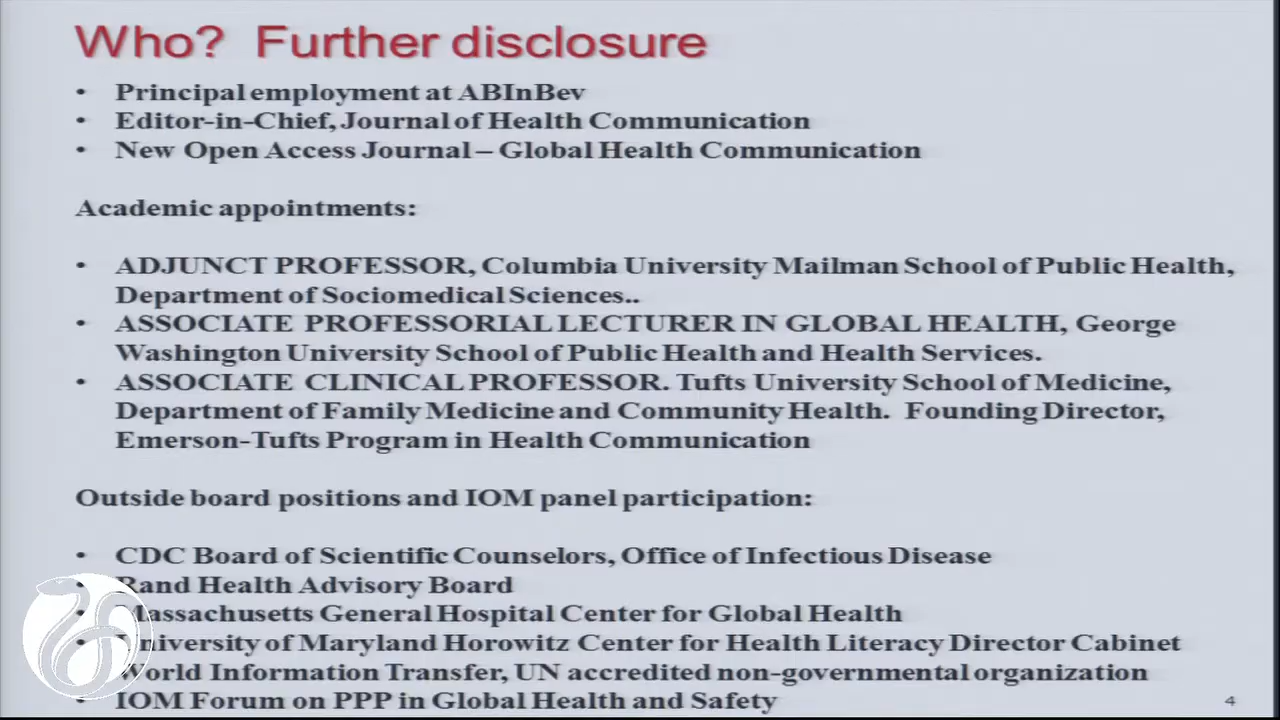 Who? Further disclosure
• Principal employment at ABInBev
• Editor-in-Chief, Journal of Health Communication
• New Open Access Journal – Global Health Communication
Academic appointments:
• ADJUNCT PROFESSOR, Columbia University Mailman School of Public Health,
Department of Sociomedical Sciences..
• ASSOCIATE PROFESSORIAL LECTURER IN GLOBAL HEALTH, George
Washington University School of Public Health and Health Services.
• ASSOCIATE CLINICAL PROFESSOR. Tufts University School of Medicine,
Department of Family Medicine and Community Health. Founding Director,
Emerson-Tufts Program in Health Communication
Outside board positions and IOM panel participation:
• CDC Board of Scientific Counselors, Office of Infectious Disease
• Rand Health Advisory Board
• Massachusetts General Hospital Center for Global Health
• University of Maryland Horowitz Center for Health Literacy Director Cabinet
• World Information Transfer, UN accredited non-governmental organization
• IOM Forum on PPP in Global Health and Safety
4